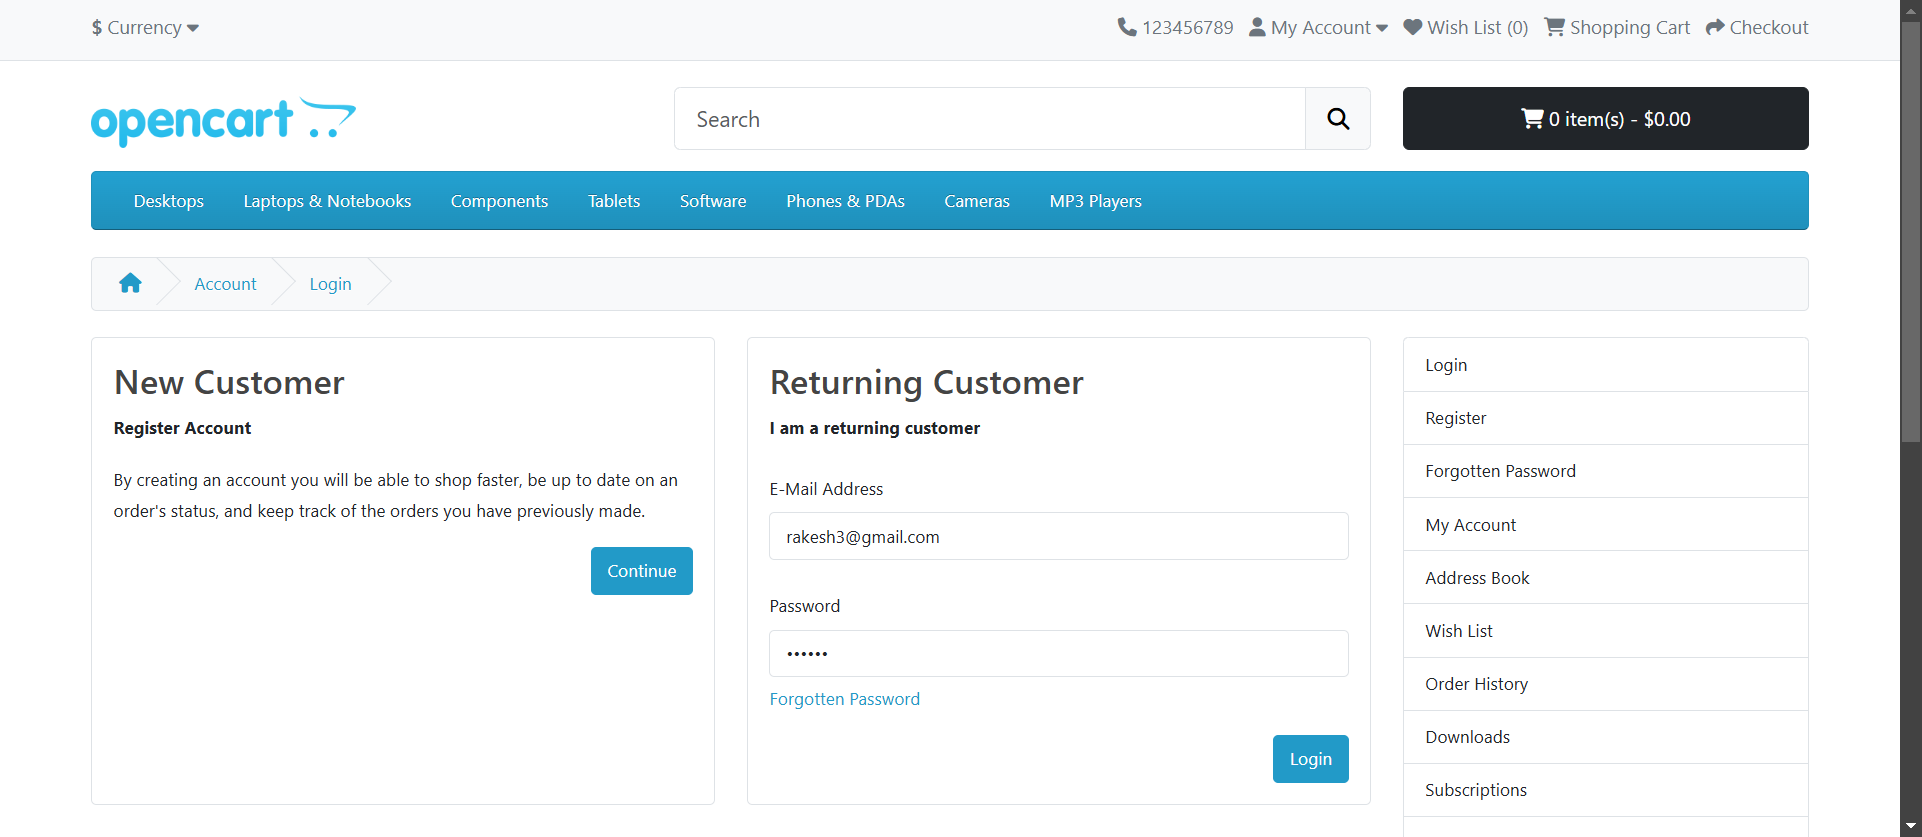 $ Currency
123456789 My Account Wish List (0) Shopping Cart Checkout
opencart
Search
0 item(s) - $0.00
Desktops Laptops & Notebooks Components Tablets Software Phones & PDAs Cameras MP3 Players
Account Login
New Customer
Register Account
By creating an account you will be able to shop faster, be up to date on an
order's status, and keep track of the orders you have previously made.
Continue
Returning Customer
I am a returning customer
E-Mail Address
rakesh3@gmail.com
Password
••••••
Forgotten Password
Login
Login
Register
Forgotten Password
My Account
Address Book
Wish List
Order History
Downloads
Subscriptions